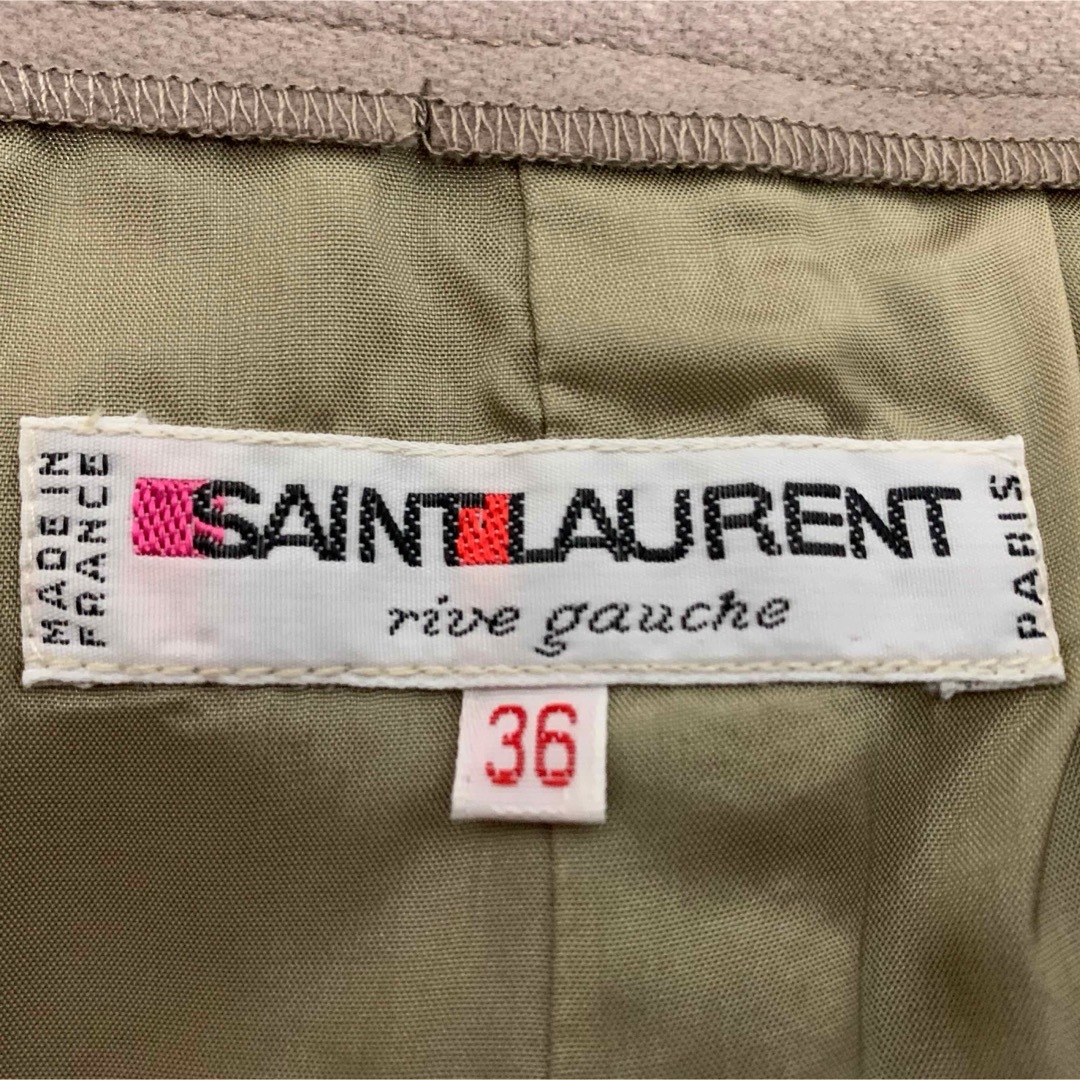 MADE IN
FRANCE
SAINT LAURENT
rive gauche
PARIS
36